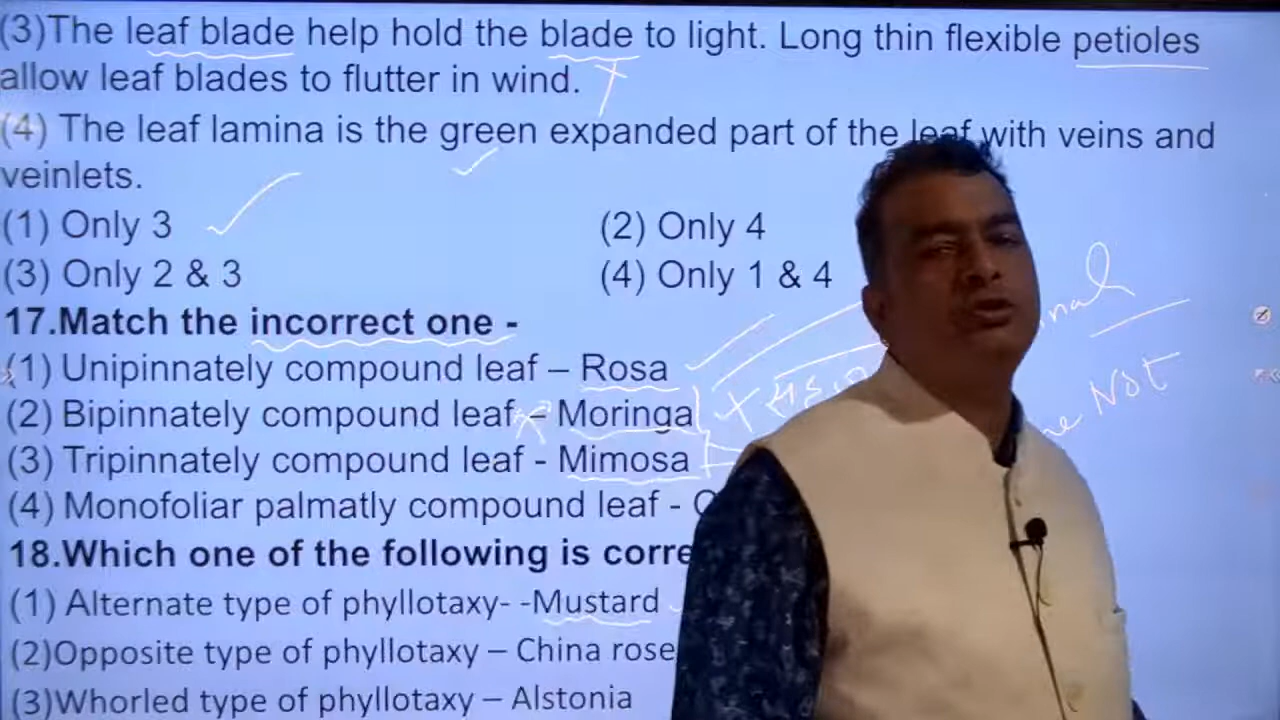 (3)The leaf blade help hold the blade to light. Long thin flexible petioles
allow leaf blades to flutter in wind.
(4) The leaf lamina is the green expanded part of the leaf with veins and
veinlets.
(1) Only 3
(2) Only 4
(3) Only 2 & 3
(4) Only 1 & 4
17.Match the incorrect one -
(1) Unipinnately compound leaf – Rosa
(2) Bipinnately compound leaf – Moringa
(3) Tripinnately compound leaf - Mimosa
(4) Monofoliar palmatly compound leaf -
Not
18.Which one of the following is corre
(1) Alternate type of phyllotaxy- -Mustard
(2)Opposite type of phyllotaxy – China rose
(3)Whorled type of phyllotaxy – Alstonia